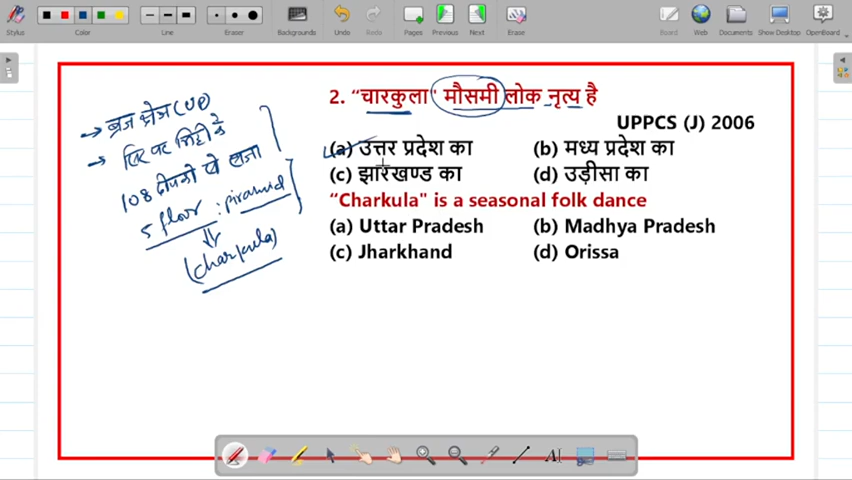 Styles
Color
Line
Eraser
Backgrounds
Undo
Redo
Pages
Previous
Next
Erase
Board
Web
Documents
Show Desktop
OpenBoard
→ ब्रज क्षेत्र (UP)
→ सिर पर मिट्टी के
108 दीपकों से सजा
5 floor : piramid
(charkula)
2. “चारकुला" मौसमी लोक नृत्य है
UPPCS (J) 2006
(a) उत्तर प्रदेश का (b) मध्य प्रदेश का
(c) झारखण्ड का (d) उड़ीसा का
“Charkula" is a seasonal folk dance
(a) Uttar Pradesh (b) Madhya Pradesh
(c) Jharkhand (d) Orissa